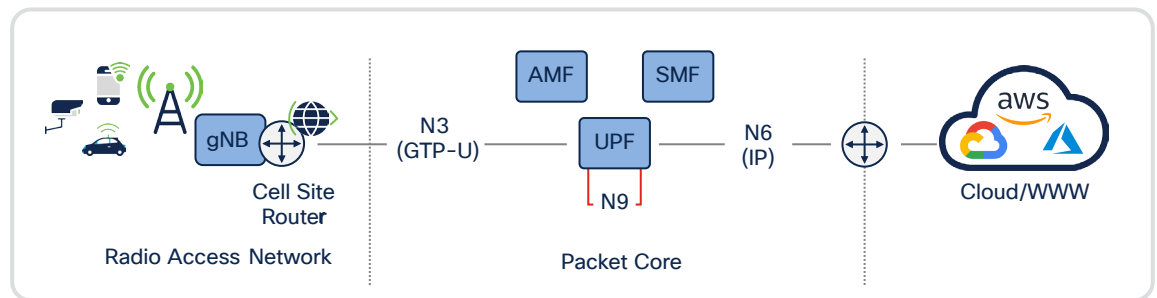 AMF
SMF
aws
gNB
N3
(GTP-U)
UPF
N6
(IP)
N9
Cell Site
Router
Cloud/WWW
Radio Access Network
Packet Core